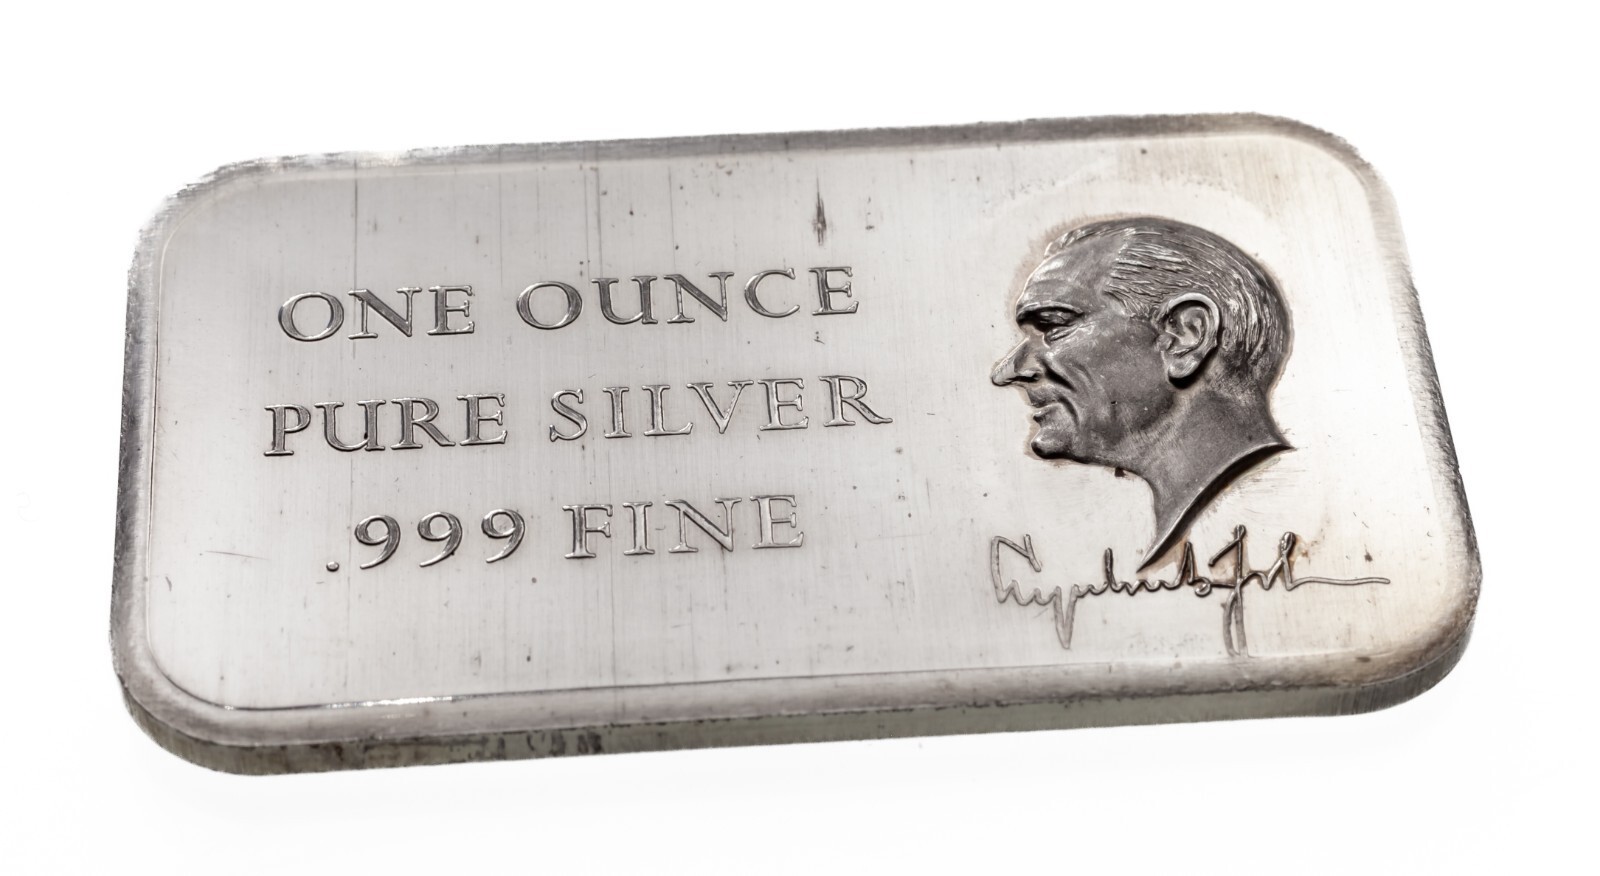 ONE OUNCE
PURE SILVER
.999 FINE